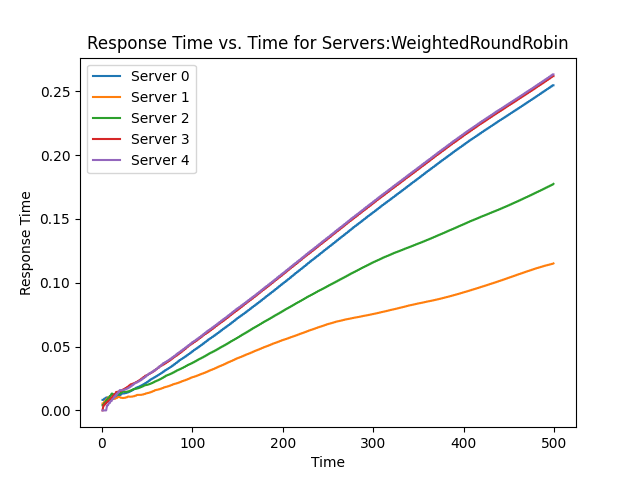 Response Time vs. Time for Servers:WeightedRoundRobin
Server 0
Server 1
Server 2
Server 3
Server 4
0.25
0.20
0.15
0.10
0.05
0.00
Response Time
0 100 200 300 400 500
Time